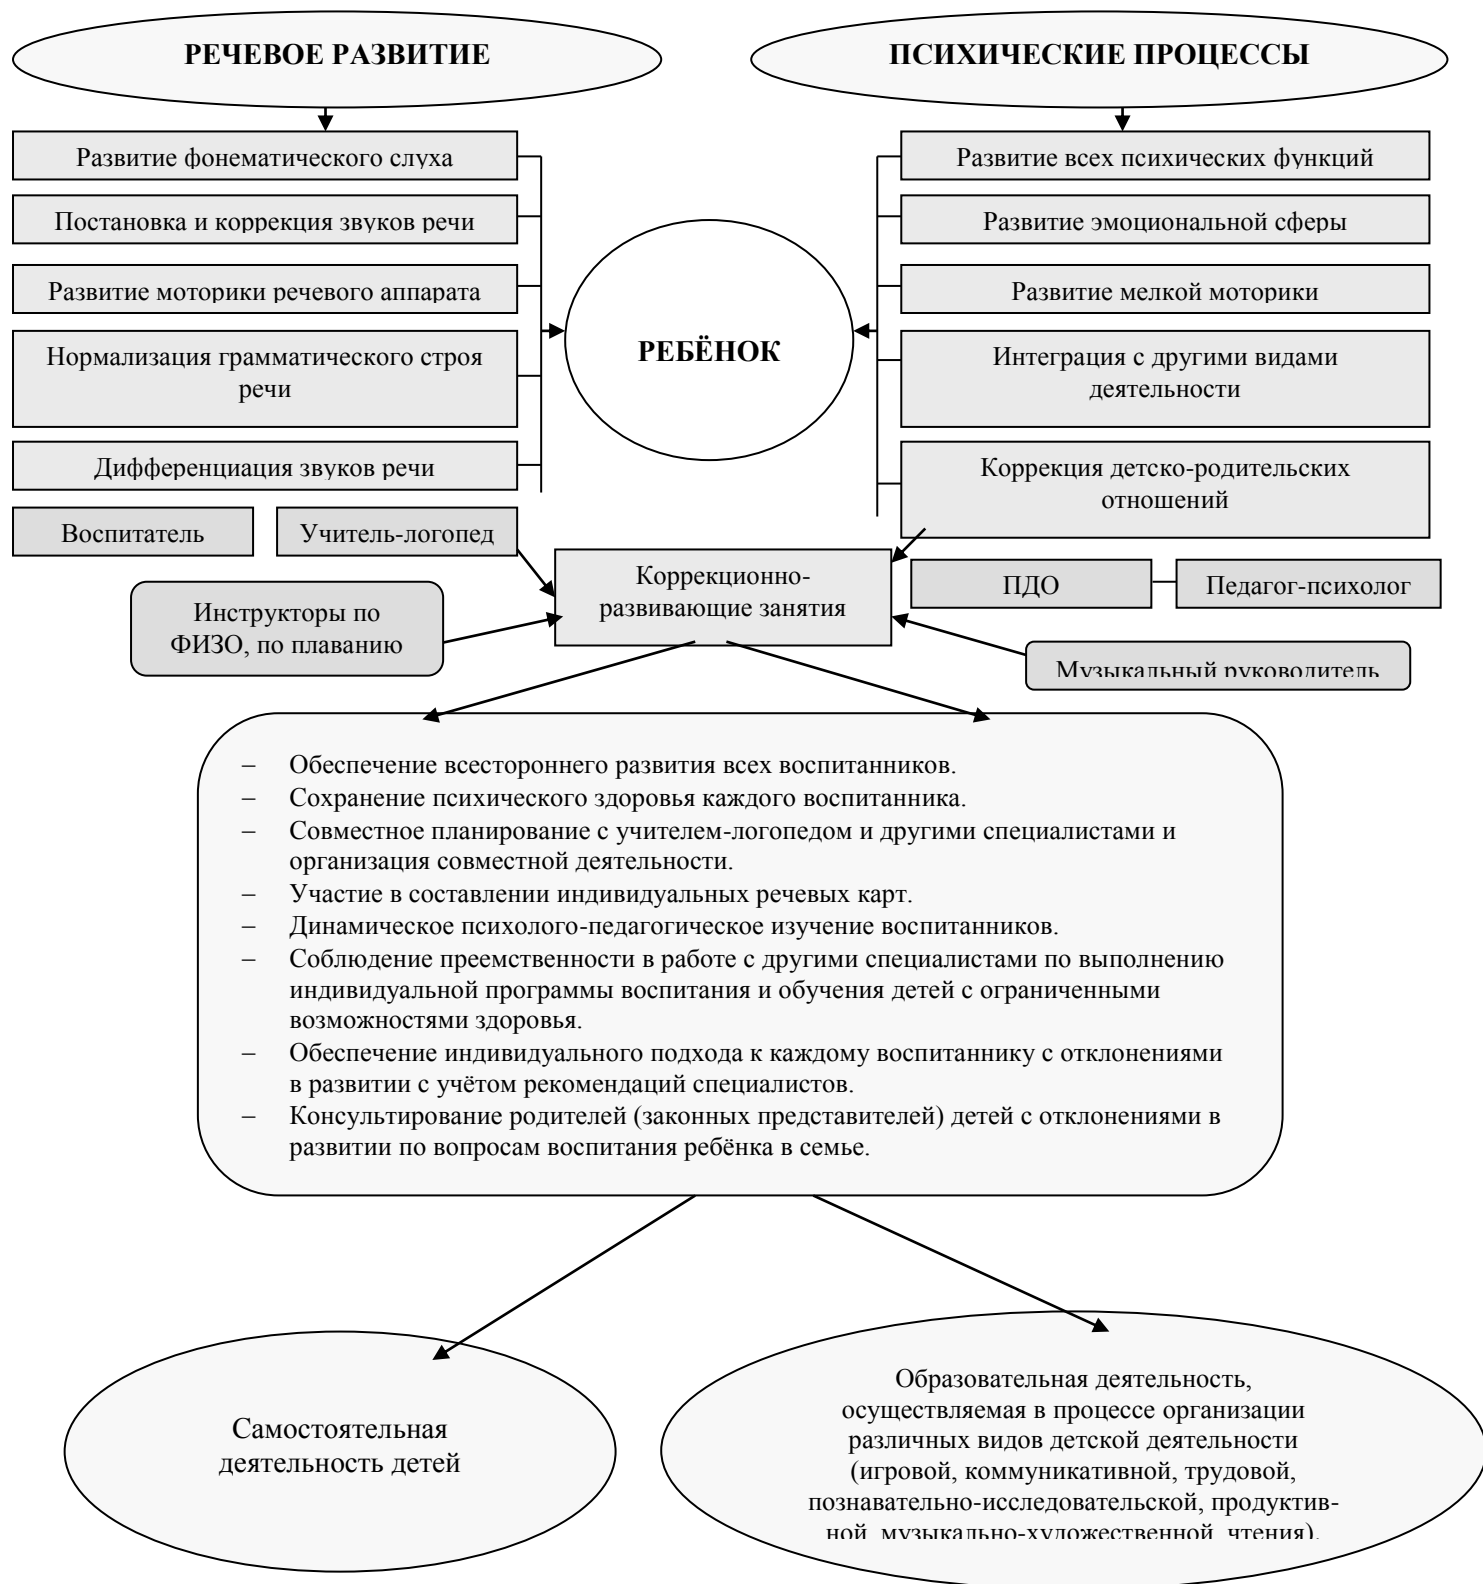 РЕЧЕВОЕ РАЗВИТИЕ
ПСИХИЧЕСКИЕ ПРОЦЕССЫ
Развитие фонематического слуха
Постановка и коррекция звуков речи
Развитие моторики речевого аппарата
Нормализация грамматического строя
речи
Дифференциация звуков речи
РЕБЁНОК
Развитие всех психических функций
Развитие эмоциональной сферы
Развитие мелкой моторики
Интеграция с другими видами
деятельности
Коррекция детско-родительских
отношений
Воспитатель
Учитель-логопед
Инструкторы по
ФИЗО, по плаванию
Коррекционно-
развивающие занятия
ПДО
Педагог-психолог
Музыкальный руководитель
– Обеспечение всестороннего развития всех воспитанников.
– Сохранение психического здоровья каждого воспитанника.
– Совместное планирование с учителем-логопедом и другими специалистами и
организация совместной деятельности.
– Участие в составлении индивидуальных речевых карт.
– Динамическое психолого-педагогическое изучение воспитанников.
– Соблюдение преемственности в работе с другими специалистами по выполнению
индивидуальной программы воспитания и обучения детей с ограниченными
возможностями здоровья.
– Обеспечение индивидуального подхода к каждому воспитаннику с отклонениями
в развитии с учётом рекомендаций специалистов.
– Консультирование родителей (законных представителей) детей с отклонениями в
развитии по вопросам воспитания ребёнка в семье.
Самостоятельная
деятельность детей
Образовательная деятельность,
осуществляемая в процессе организации
различных видов детской деятельности
(игровой, коммуникативной, трудовой,
познавательно-исследовательской, продуктив-
ной, музыкально-художественной, чтения).